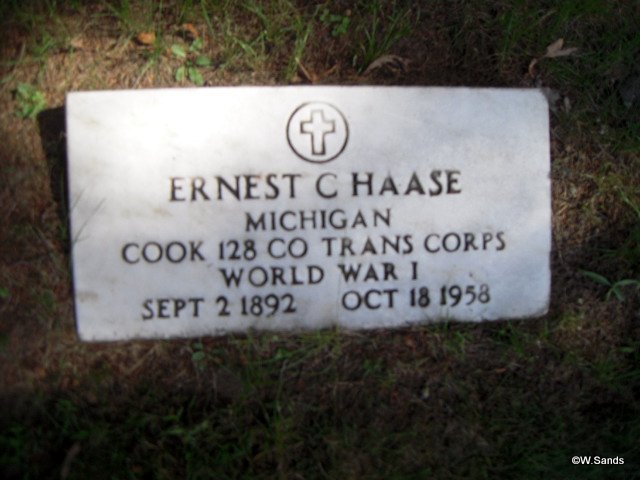 ERNEST C HAASE
MICHIGAN
COOK 128 CO TRANS CORPS
WORLD WAR I
SEPT 2 1892 OCT 18 1958
©W.Sands